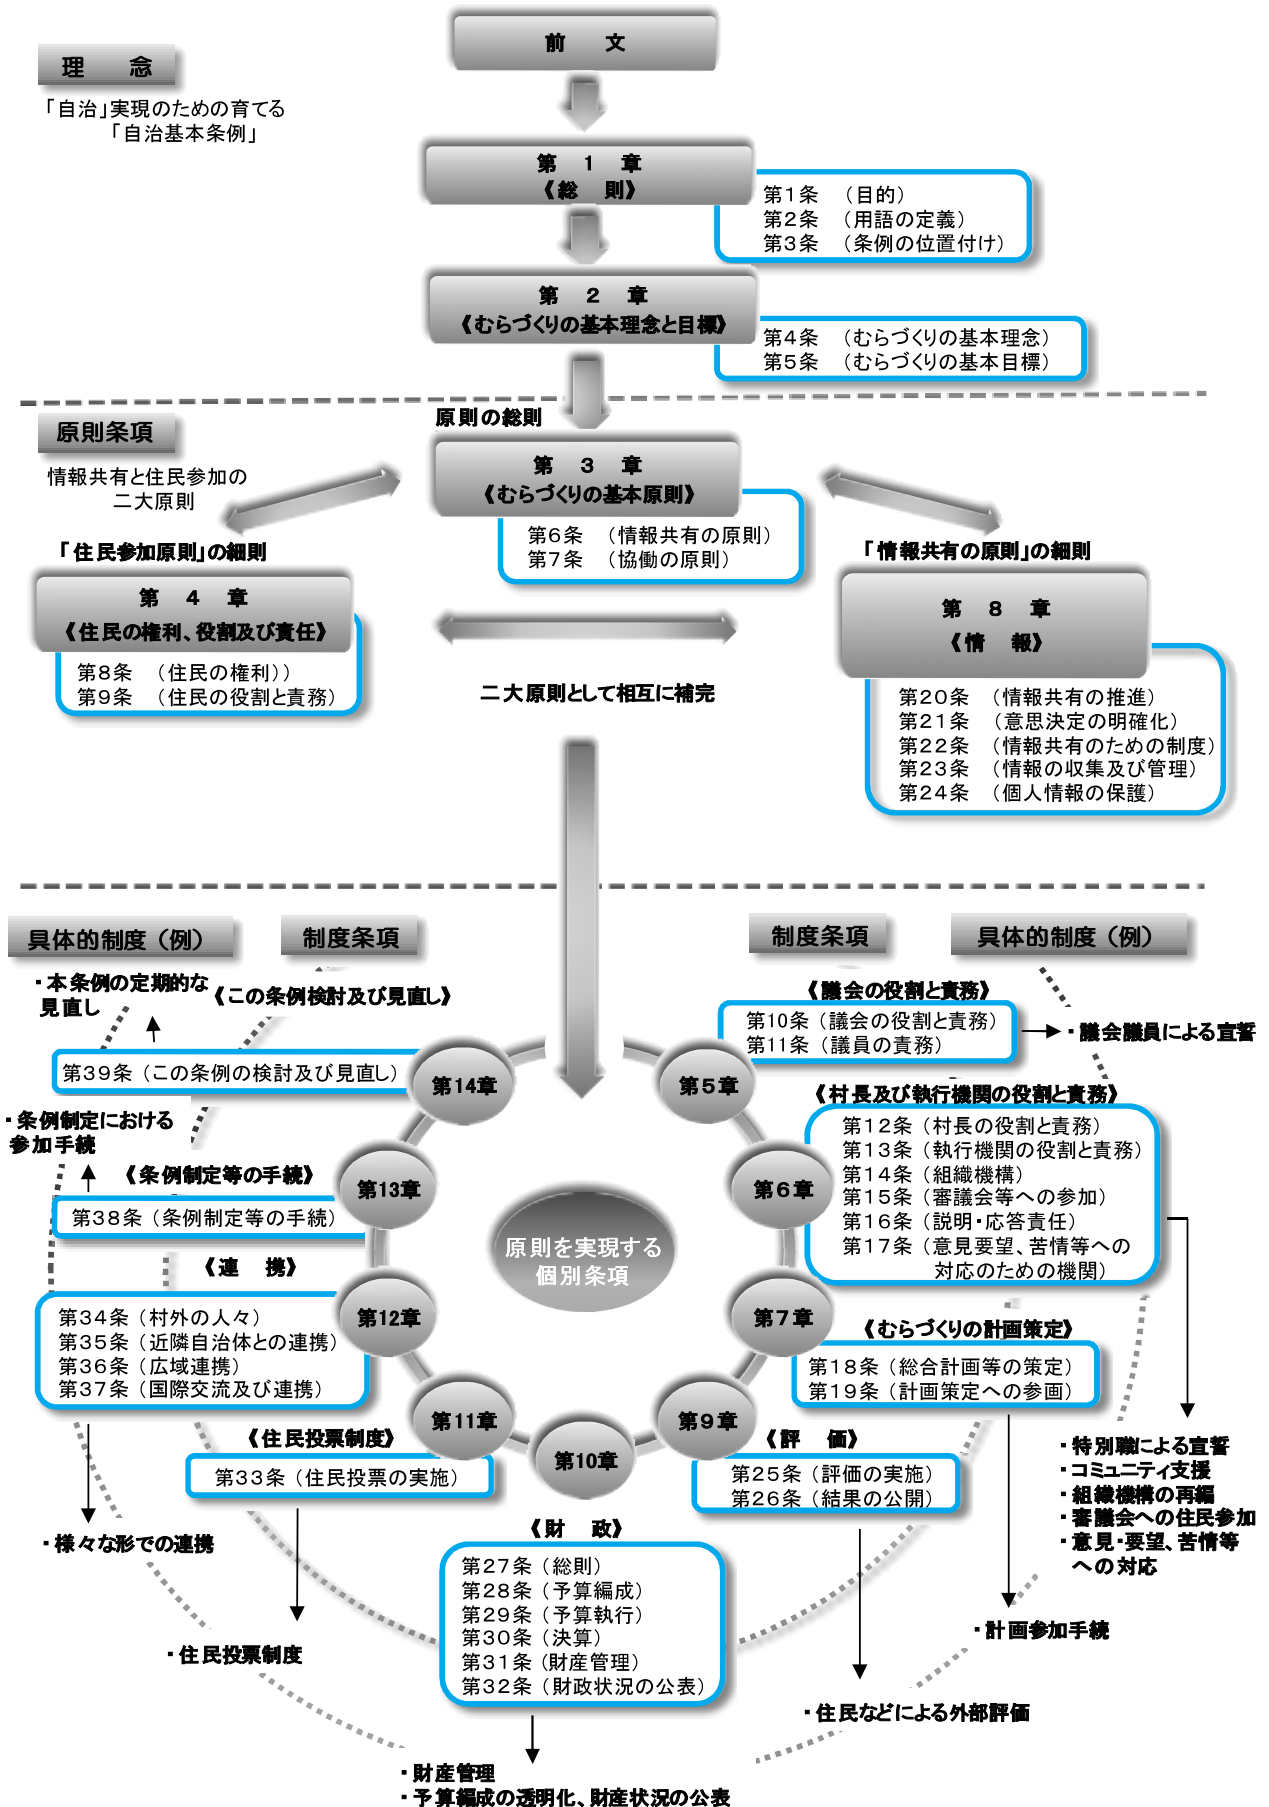 前　文
理　念
「自治」実現のための育てる
「自治基本条例」
第　1　章
《総　則》
第1条　（目的）
第2条　（用語の定義）
第3条　（条例の位置付け）
第　2　章
《むらづくりの基本理念と目標》
第4条　（むらづくりの基本理念）
第5条　（むらづくりの基本目標）
原則条項
情報共有と住民参加の
二大原則
原則の総則
第　3　章
《むらづくりの基本原則》
第6条　（情報共有の原則）
第7条　（協働の原則）
「住民参加原則」の細則
第　4　章
《住民の権利、役割及び責任》
第8条　（住民の権利））
第9条　（住民の役割と責務）
「情報共有の原則」の細則
第　8　章
《情　報》
第20条　（情報共有の推進）
第21条　（意思決定の明確化）
第22条　（情報共有のための制度）
第23条　（情報の収集及び管理）
第24条　（個人情報の保護）
二大原則として相互に補完
具体的制度（例）
制度条項
制度条項
具体的制度（例）
・本条例の定期的な
見直し
《この条例検討及び見直し》
第39条（この条例の検討及び見直し）
第14章
・条例制定における
参加手続
《条例制定等の手続》
第38条（条例制定等の手続）
第13章
《連　携》
第34条（村外の人々）
第35条（近隣自治体との連携）
第36条（広域連携）
第37条（国際交流及び連携）
第12章
・様々な形での連携
《住民投票制度》
第33条（住民投票の実施）
第11章
・住民投票制度
原則を実現する
個別条項
《議会の役割と責務》
第10条（議会の役割と責務）
第11条（議員の責務）
第5章
・議会議員による宣誓
《村長及び執行機関の役割と責務》
第12条（村長の役割と責務）
第13条（執行機関の役割と責務）
第14条（組織機構）
第15条（審議会等への参加）
第16条（説明・応答責任）
第17条（意見要望、苦情等への
対応のための機関）
第6章
・特別職による宣誓
・コミュニティ支援
・組織機構の再編
・審議会への住民参加
・意見・要望、苦情等
への対応
第7章
《むらづくりの計画策定》
第18条（総合計画等の策定）
第19条（計画策定への参画）
・計画参加手続
第9章
《評　価》
第25条（評価の実施）
第26条（結果の公開）
・住民などによる外部評価
第10章
《財　政》
第27条（総則）
第28条（予算編成）
第29条（予算執行）
第30条（決算）
第31条（財産管理）
第32条（財政状況の公表）
・財産管理
・予算編成の透明化、財産状況の公表